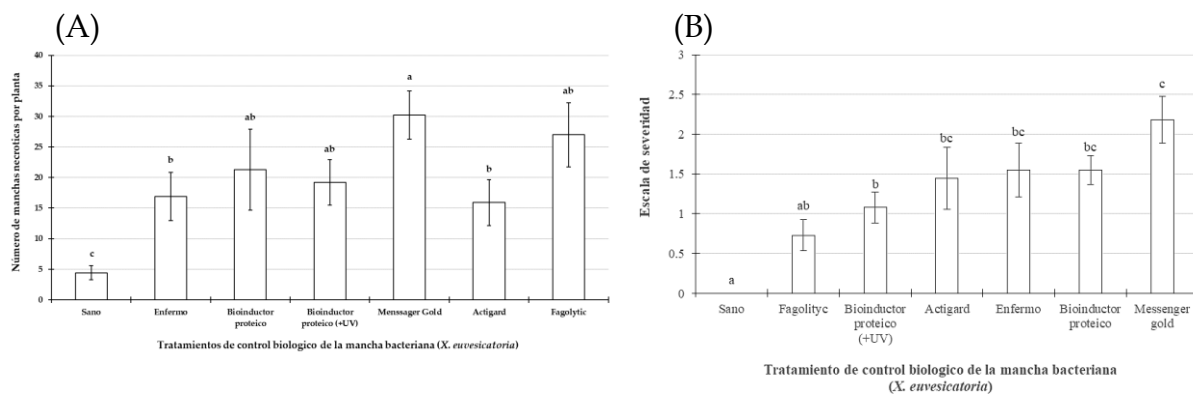 (A)
Número de manchas necroticas por planta
40
35
30
25
20
15
10
5
0
c
b
ab
ab
a
b
ab
Sano
Enfermo
Bioinductor
proteico
Bioinductor
proteico (+UV)
Menssager Gold
Actigard
Fagolytic
Tratamientos de control biologico de la mancha bacteriana (X. euvesicatoria)
(B)
Escala de severidad
3
2.5
2
1.5
1
0.5
0
a
ab
b
bc
bc
bc
c
Sano
Fagolityc
Bioinductor
proteico
(+UV)
Actigard
Enfermo
Bioinductor
proteico
Messenger
gold
Tratamiento de control biologico de la mancha bacteriana
(X. euvesicatoria)